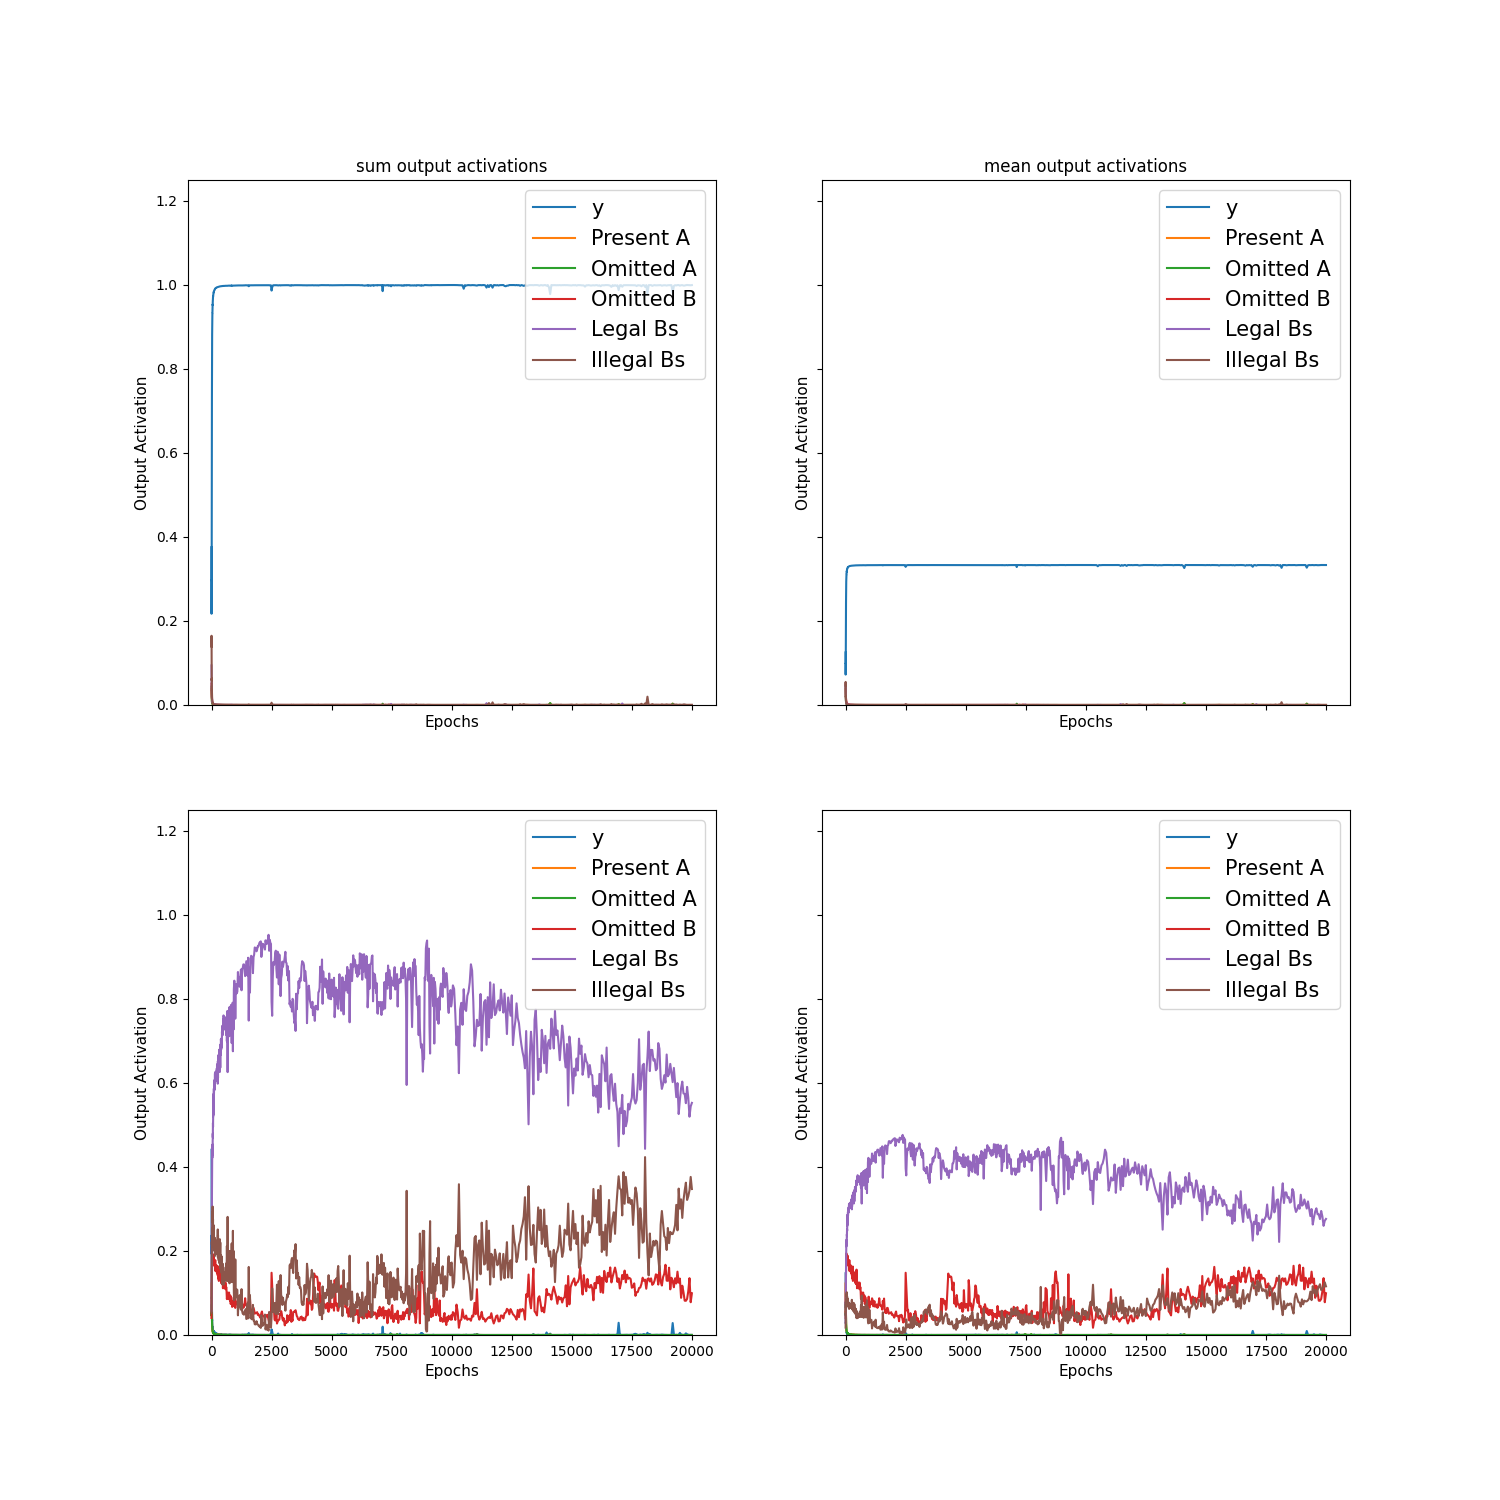 sum output activations
mean output activations
1.2
1.0
0.8
0.6
0.4
0.2
0.0
Output Activation
Epochs
y
Present A
Omitted A
Omitted B
Legal Bs
Illegal Bs
Output Activation
Epochs
y
Present A
Omitted A
Omitted B
Legal Bs
Illegal Bs
1.2
1.0
0.8
0.6
0.4
0.2
0.0
Output Activation
0 2500 5000 7500 10000 12500 15000 17500 20000
Epochs
y
Present A
Omitted A
Omitted B
Legal Bs
Illegal Bs
Output Activation
0 2500 5000 7500 10000 12500 15000 17500 20000
Epochs
y
Present A
Omitted A
Omitted B
Legal Bs
Illegal Bs